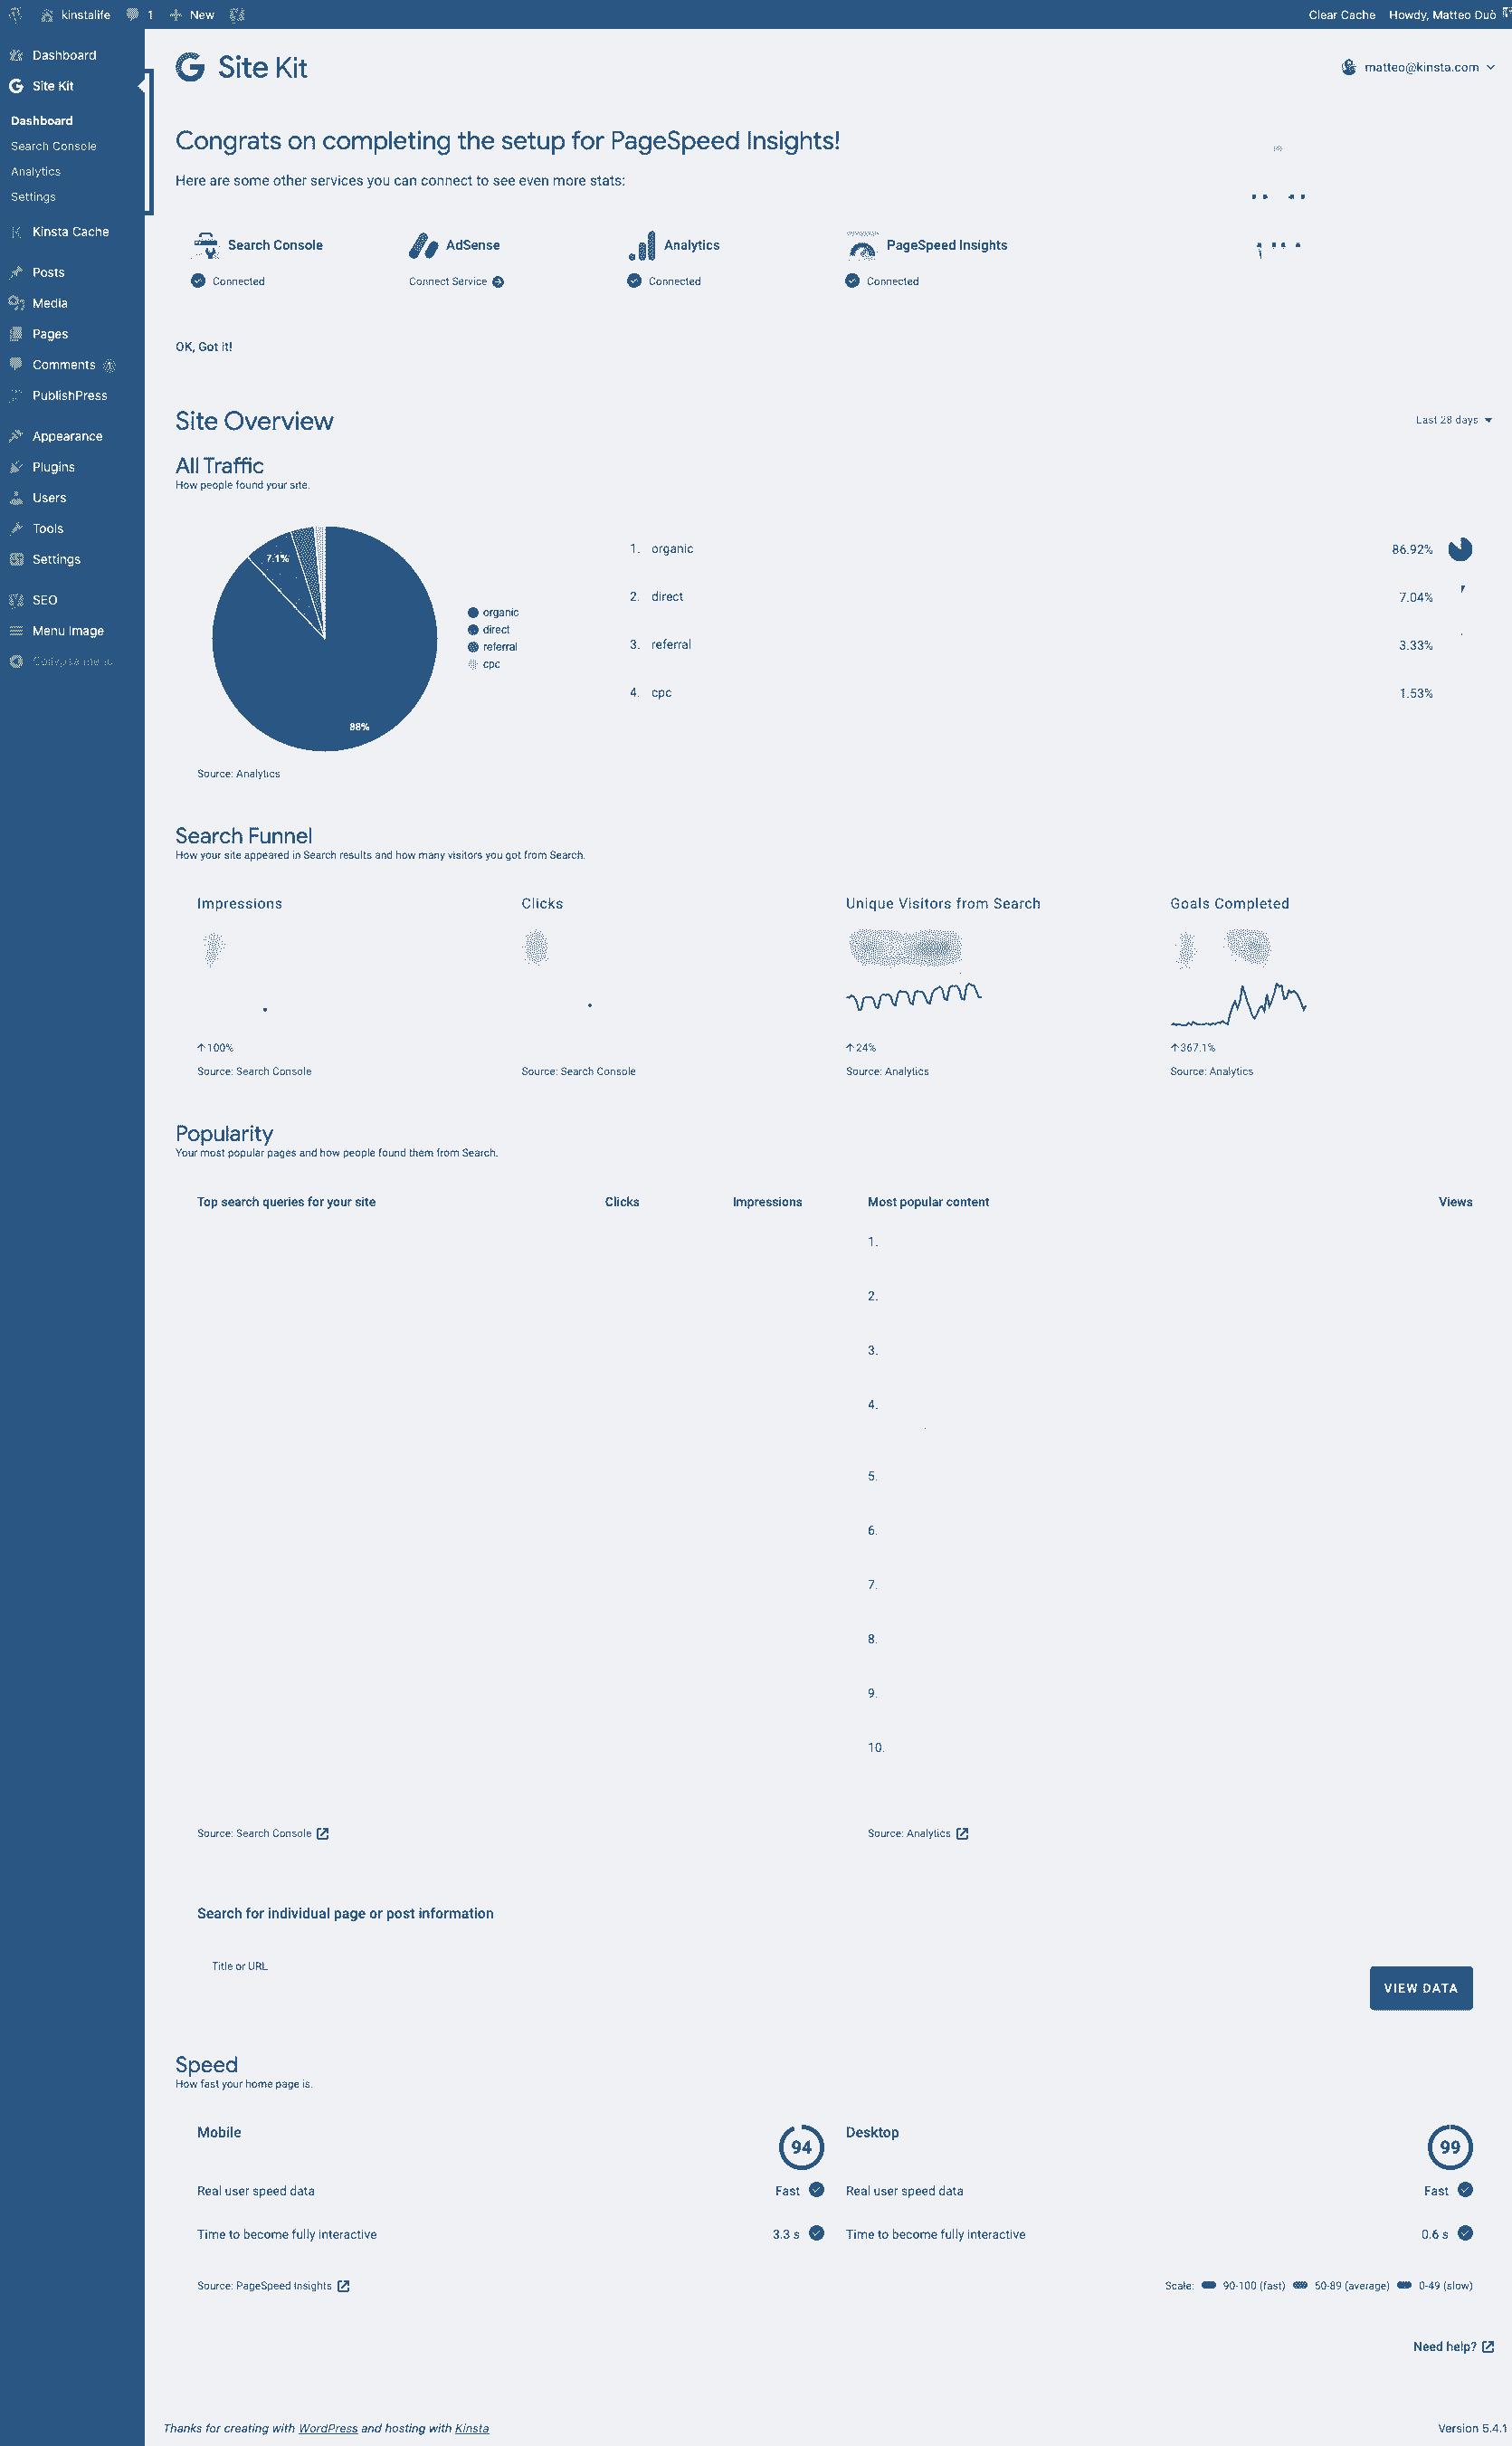 kinstalife 1 New Clear Cache Howdy, Matteo Duò
Dashboard
Site Kit
Dashboard
Search Console
Analytics
Settings
Kinsta Cache
Posts
Media
Pages
Comments 1
PublishPress
Appearance
Plugins
Users
Tools
Settings
SEO
Menu Image
Collapse menu
Site Kit
matteo@kinsta.com
Congrats on completing the setup for PageSpeed Insights!
Here are some other services you can connect to see even more stats:
Search Console AdSense Analytics PageSpeed Insights
Connected Connect Service Connected Connected
OK, Got it!
Site Overview Last 28 days
All Traffic
How people found your site.
7.1%
88%
organic
direct
referral
cpc
1. organic 86.92%
2. direct 7.04%
3. referral 3.33%
4. cpc 1.53%
Source: Analytics
Search Funnel
How your site appeared in Search results and how many visitors you got from Search.
Impressions Clicks Unique Visitors from Search Goals Completed
↑100% ↑24% ↑367.1%
Source: Search Console Source: Search Console Source: Analytics Source: Analytics
Popularity
Your most popular pages and how people found them from Search.
Top search queries for your site Clicks Impressions Most popular content Views
1.
2.
3.
4.
5.
6.
7.
8.
9.
10.
Source: Search Console Source: Analytics
Search for individual page or post information
Title or URL
VIEW DATA
Speed
How fast your home page is.
Mobile 94 Desktop 99
Real user speed data Fast Real user speed data Fast
Time to become fully interactive 3.3 s Time to become fully interactive 0.6 s
Source: PageSpeed Insights Scale: 90-100 (fast) 50-89 (average) 0-49 (slow)
Need help?
Thanks for creating with WordPress and hosting with Kinsta Version 5.4.1